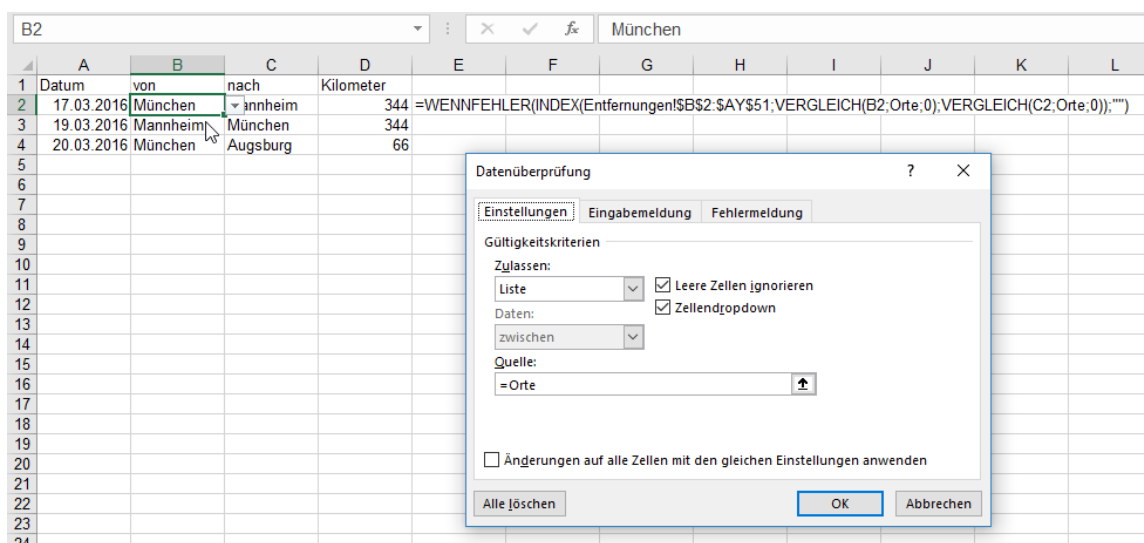 B2 fx München
A B C D E F G H I J K L
1 Datum von nach Kilometer
2 17.03.2016 München annheim 344 =WENNFEHLER(INDEX(Entfernungen!$B$2:$AY$51;VERGLEICH(B2;Orte;0);VERGLEICH(C2;Orte;0));"")
3 19.03.2016 Mannheim München 344
4 20.03.2016 München Augsburg 66
5
6
7
8
9
10
11
12
13
14
15
16
17
18
19
20
21
22
23
24
Datenüberprüfung ? ×
Einstellungen Eingabemeldung Fehlermeldung
Gültigkeitskriterien
Zulassen:
Liste Leere Zellen ignorieren
Daten: Zellendropdown
zwischen
Quelle:
=Orte
Änderungen auf alle Zellen mit den gleichen Einstellungen anwenden
Alle löschen OK Abbrechen